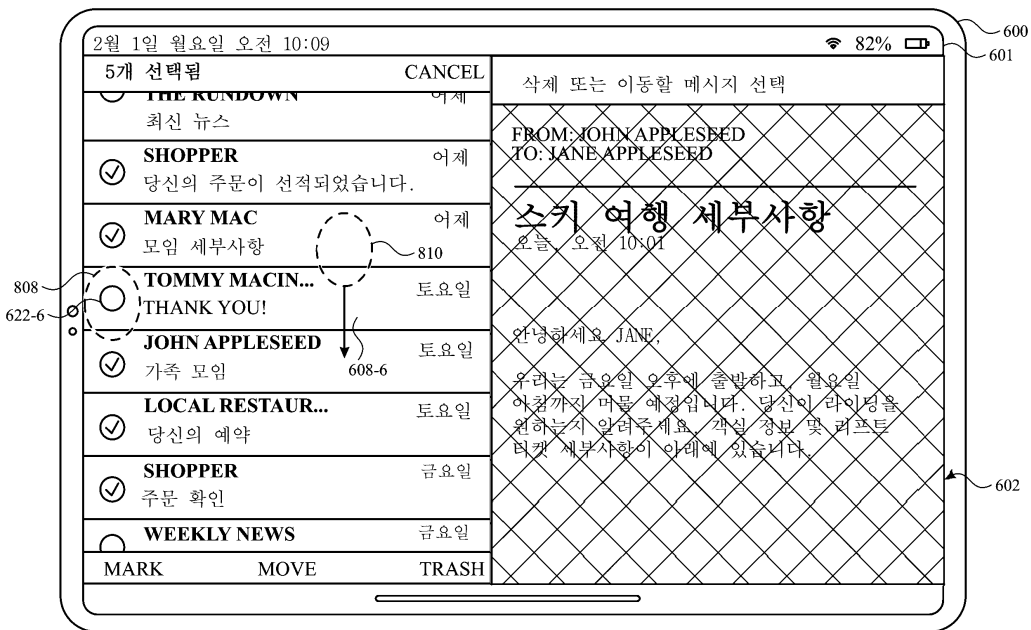 2월 1일 월요일 오전 10:09
82%
600
601
5개 선택됨
CANCEL
삭제 또는 이동할 메시지 선택
THE RUNDOWN
어제
최신 뉴스
SHOPPER
어제
당신의 주문이 선적되었습니다.
MARY MAC
어제
모임 세부사항
810
808
622-6
TOMMY MACIN...
토요일
THANK YOU!
JOHN APPLESEED
토요일
가족 모임
608-6
LOCAL RESTAUR...
토요일
당신의 예약
SHOPPER
금요일
주문 확인
WEEKLY NEWS
금요일
MARK
MOVE
TRASH
FROM: JOHN APPLESEED
TO: JANE APPLESEED
스키 여행 세부사항
오늘, 오전 10:01
안녕하세요 JANE,
우리는 금요일 오후에 출발하고, 월요일
아침까지 머물 예정입니다. 당신이 라이딩을
원하는지 알려주세요. 객실 정보 및 리프트
티켓 세부사항이 아래에 있습니다.
602